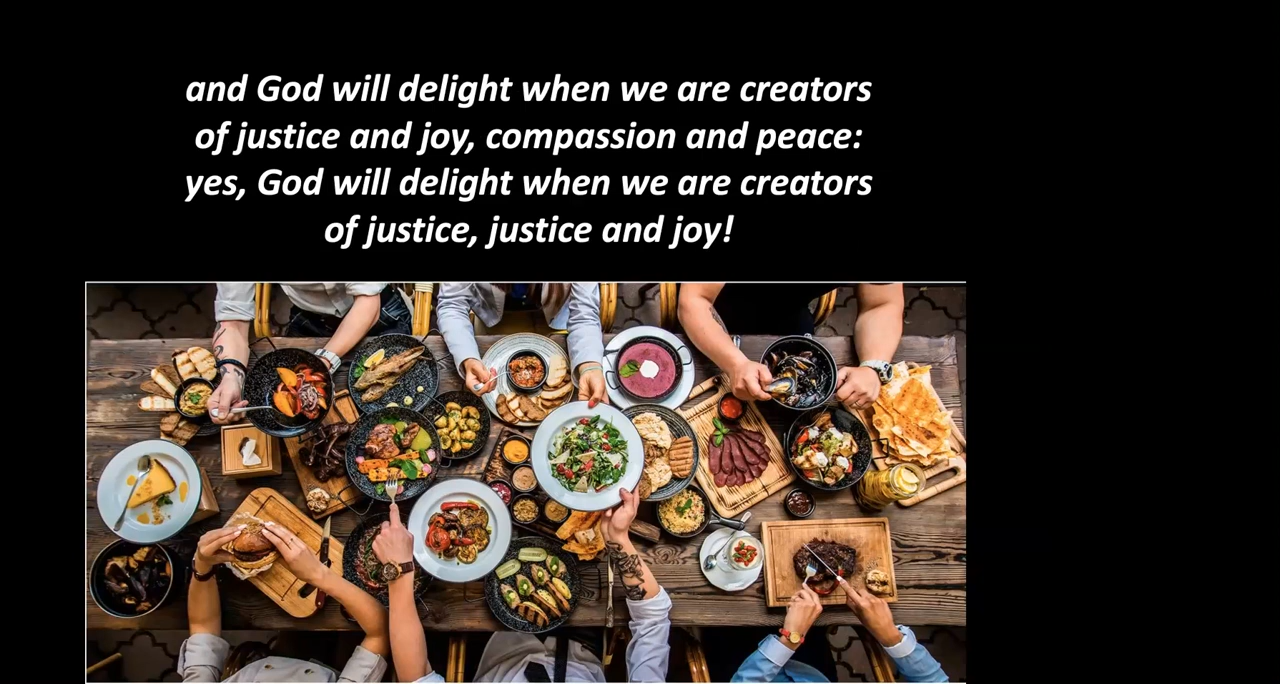 and God will delight when we are creators
of justice and joy, compassion and peace:
yes, God will delight when we are creators
of justice, justice and joy!